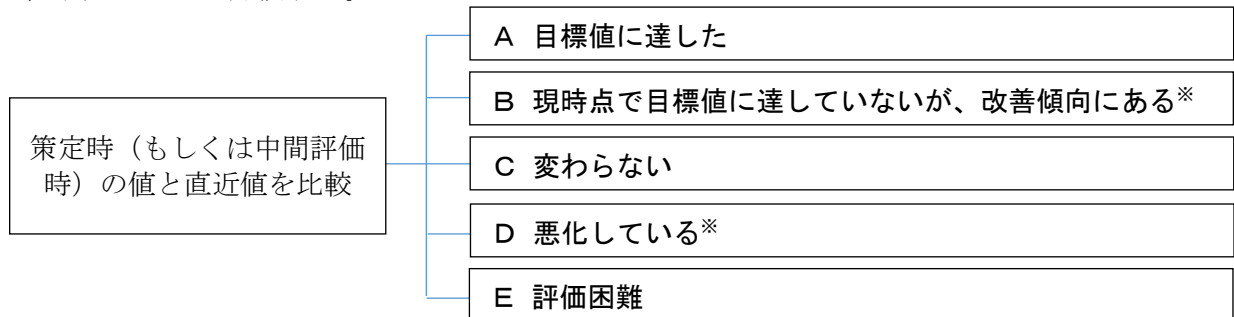 A 目標値に達した
B 現時点で目標値に達していないが、改善傾向にある※
策定時(もしくは中間評価
時)の値と直近値を比較
C 変わらない
D 悪化している※
E 評価困難